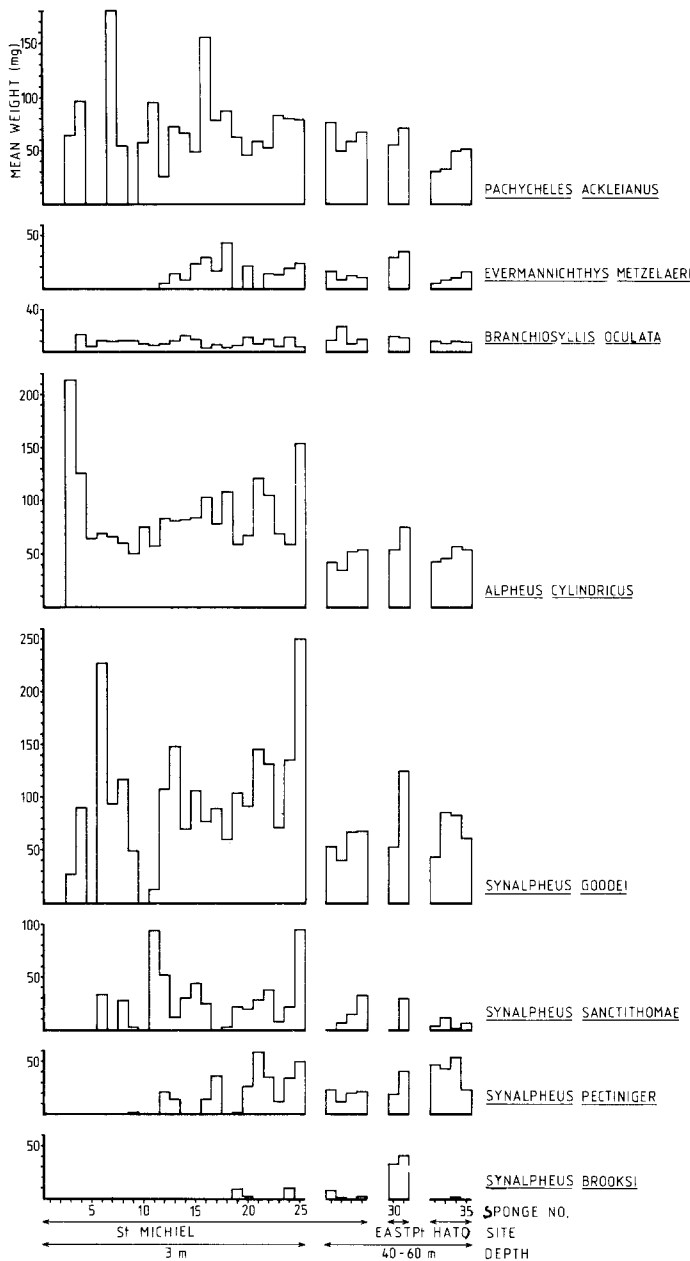 MEAN WEIGHT (mg)
150
100
50
PACHYCHELES ACKLEIANUS
50
EVERMANNICHTHYS METZELAERI
40
BRANCHIOSYLLIS OCULATA
200
150
100
50
ALPHEUS CYLINDRICUS
250
200
150
100
50
SYNALPHEUS GOODEI
100
50
SYNALPHEUS SANCTITHOMAE
50
SYNALPHEUS PECTINIGER
50
SYNALPHEUS BROOKSI
5 10 15 20 25 30 35 SPONGE NO.
St MICHIEL EASTPt HATO SITE
3 m 40-60 m DEPTH